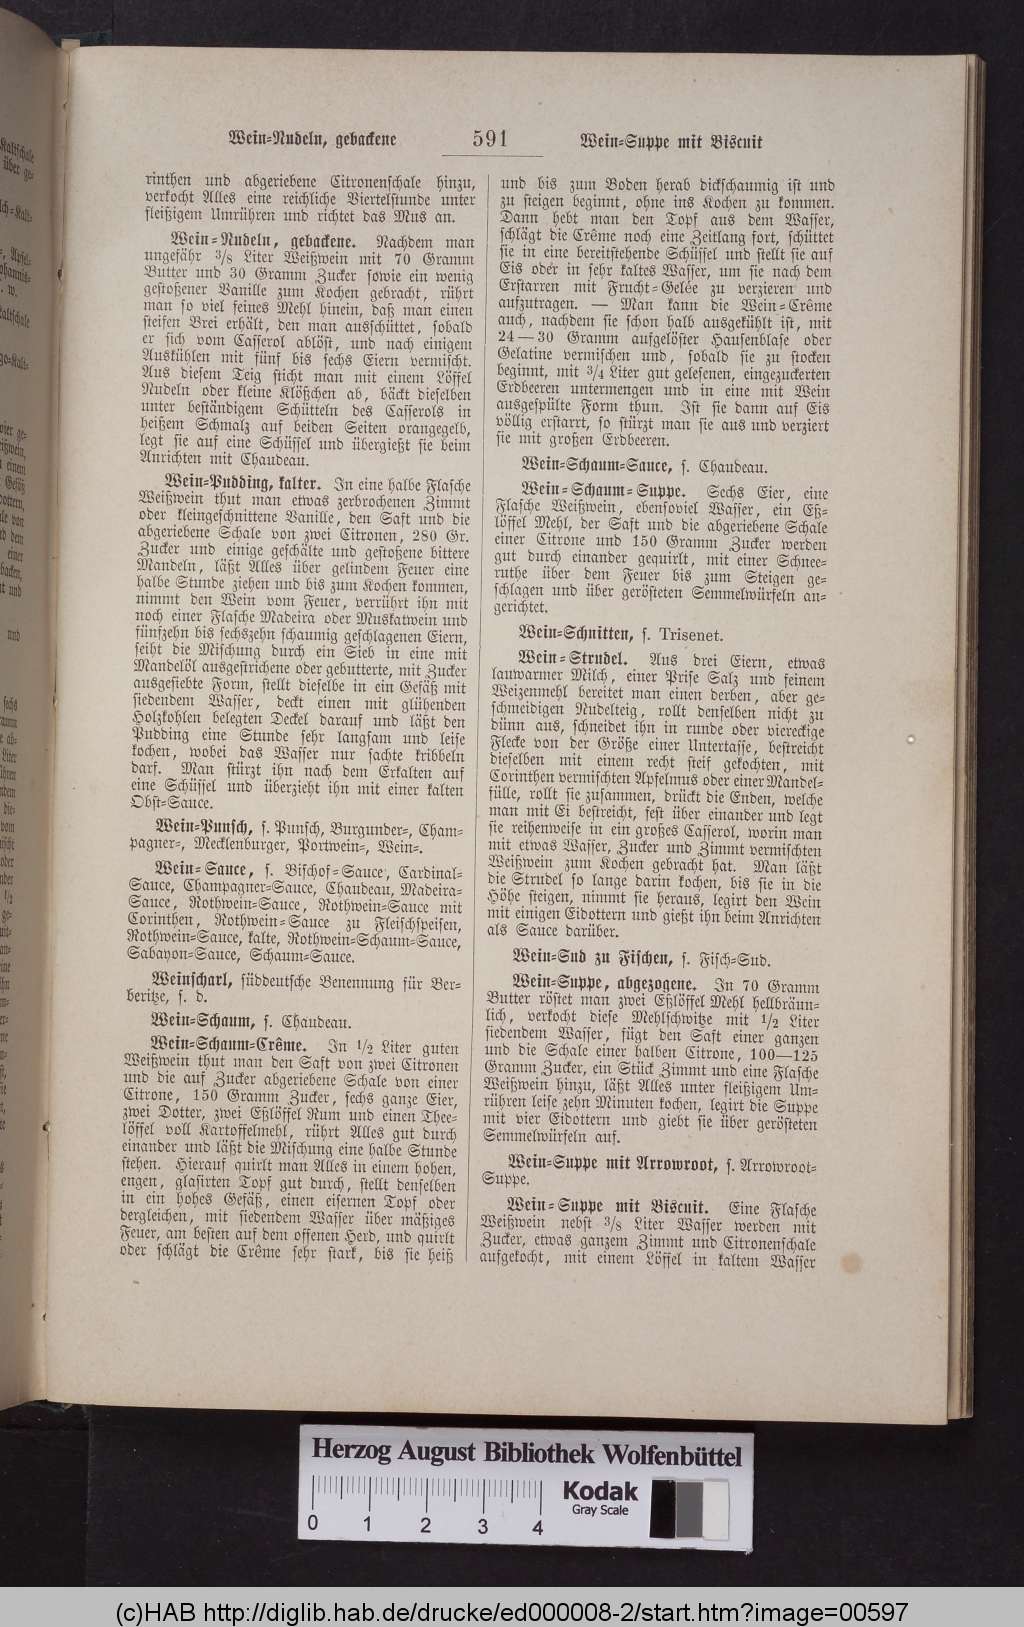 Wein-Nudeln, gebackene 591 Wein-Suppe mit Biscuit
rinthen und abgeriebene Citronenschale hinzu,
verkocht Alles eine reichliche Viertelstunde unter
fleißigem Umrühren und richtet das Mus an.
Wein-Nudeln, gebackene. Nachdem man
ungefähr 3/8 Liter Weißwein mit 70 Gramm
Butter und 30 Gramm Zucker sowie ein wenig
gestoßener Vanille zum Kochen gebracht, rührt
man so viel feines Mehl hinein, daß man einen
steifen Brei erhält, den man ausschüttet, sobald
er sich vom Casserol ablöst, und nach einigem
Auskühlen mit fünf bis sechs Eiern vermischt.
Aus diesem Teig sticht man mit einem Löffel
Nudeln oder kleine Klößchen ab, bäckt dieselben
unter beständigem Schütteln des Casserols in
heißem Schmalz auf beiden Seiten orangegelb,
legt sie auf eine Schüssel und übergießt sie beim
Anrichten mit Chaudeau.
Wein-Pudding, kalter. In eine halbe Flasche
Weißwein thut man etwas zerbrochenen Zimmt
oder kleingeschnittene Vanille, den Saft und die
abgeriebene Schale von zwei Citronen, 280 Gr.
Zucker und einige geschälte und gestoßene bittere
Mandeln, läßt Alles über gelindem Feuer eine
halbe Stunde ziehen und bis zum Kochen kommen,
nimmt den Wein vom Feuer, verrührt ihn mit
noch einer Flasche Madeira oder Muskatwein und
fünfzehn bis sechszehn schaumig geschlagenen Eiern,
seiht die Mischung durch ein Sieb in eine mit
Mandelöl ausgestrichene oder gebutterte, mit Zucker
ausgesiebte Form, stellt dieselbe in ein Gefäß mit
siedendem Wasser, deckt einen mit glühenden
Holzkohlen belegten Deckel darauf und läßt den
Pudding eine Stunde sehr langsam und leise
kochen, wobei das Wasser nur sachte kribbeln
darf. Man stürzt ihn nach dem Erkalten auf
eine Schüssel und überzieht ihn mit einer kalten
Obst-Sauce.
Wein-Punsch, s. Punsch, Burgunder-, Cham-
pagner-, Mecklenburger, Portwein-, Wein-.
Wein-Sauce, s. Bischof-Sauce, Cardinal-
Sauce, Champagner-Sauce, Chaudeau, Madeira-
Sauce, Rothwein-Sauce, Rothwein-Sauce mit
Corinthen, Rothwein-Sauce zu Fleischspeisen,
Rothwein-Sauce, kalte, Rothwein-Schaum-Sauce,
Sabayon-Sauce, Schaum-Sauce.
Weinscharl, süddeutsche Benennung für Ber-
beritze, s. d.
Wein-Schaum, s. Chaudeau.
Wein-Schaum-Crême. In 1/2 Liter guten
Weißwein thut man den Saft von zwei Citronen
und die auf Zucker abgeriebene Schale von einer
Citrone, 150 Gramm Zucker, sechs ganze Eier,
zwei Dotter, zwei Eßlöffel Rum und einen Thee-
löffel voll Kartoffelmehl, rührt Alles gut durch
einander und läßt die Mischung eine halbe Stunde
stehen. Hierauf quirlt man Alles in einem hohen,
engen, glasirten Topf gut durch, stellt denselben
in ein hohes Gefäß, einen eisernen Topf oder
dergleichen, mit siedendem Wasser über mäßiges
Feuer, am besten auf dem offenen Herd, und quirlt
oder schlägt die Crême sehr stark, bis sie heiß
und bis zum Boden herab dickschaumig ist und
zu steigen beginnt, ohne ins Kochen zu kommen.
Dann hebt man den Topf aus dem Wasser,
schlägt die Crême noch eine Zeitlang fort, schüttet
sie in eine bereitstehende Schüssel und stellt sie auf
Eis oder in sehr kaltes Wasser, um sie nach dem
Erstarren mit Frucht-Gelée zu verzieren und
aufzutragen. — Man kann die Wein-Crême
auch, nachdem sie schon halb ausgekühlt ist, mit
24—30 Gramm aufgelöster Hausenblase oder
Gelatine vermischen und, sobald sie zu stocken
beginnt, mit 3/4 Liter gut gelesenen, eingezuckerten
Erdbeeren untermengen und in eine mit Wein
ausgespülte Form thun. Ist sie dann auf Eis
völlig erstarrt, so stürzt man sie aus und verziert
sie mit großen Erdbeeren.
Wein-Schaum-Sauce, s. Chaudeau.
Wein-Schaum-Suppe. Sechs Eier, eine
Flasche Weißwein, ebensoviel Wasser, ein Eß-
löffel Mehl, der Saft und die abgeriebene Schale
einer Citrone und 150 Gramm Zucker werden
gut durch einander gequirlt, mit einer Schnee-
ruthe über dem Feuer bis zum Steigen ge-
schlagen und über gerösteten Semmelwürfeln an-
gerichtet.
Wein-Schnitten, s. Trisenet.
Wein-Strudel. Aus drei Eiern, etwas
lauwarmer Milch, einer Prise Salz und feinem
Weizenmehl bereitet man einen derben, aber ge-
schmeidigen Nudelteig, rollt denselben nicht zu
dünn aus, schneidet ihn in runde oder viereckige
Flecke von der Größe einer Untertasse, bestreicht
dieselben mit einem recht steif gekochten, mit
Corinthen vermischten Apfelmus oder einer Mandel-
fülle, rollt sie zusammen, drückt die Enden, welche
man mit Ei bestreicht, fest über einander und legt
sie reihenweise in ein großes Casserol, worin man
mit etwas Wasser, Zucker und Zimmt vermischten
Weißwein zum Kochen gebracht hat. Man läßt
die Strudel so lange darin kochen, bis sie in die
Höhe steigen, nimmt sie heraus, legirt den Wein
mit einigen Eidottern und gießt ihn beim Anrichten
als Sauce darüber.
Wein-Sud zu Fischen, s. Fisch-Sud.
Wein-Suppe, abgezogene. In 70 Gramm
Butter röstet man zwei Eßlöffel Mehl hellbräun-
lich, verkocht diese Mehlschwitze mit 1/2 Liter
siedendem Wasser, fügt den Saft einer ganzen
und die Schale einer halben Citrone, 100—125
Gramm Zucker, ein Stück Zimmt und eine Flasche
Weißwein hinzu, läßt Alles unter fleißigem Um-
rühren leise zehn Minuten kochen, legirt die Suppe
mit vier Eidottern und giebt sie über gerösteten
Semmelwürfeln auf.
Wein-Suppe mit Arrowroot, s. Arrowroot-
Suppe.
Wein-Suppe mit Biscuit. Eine Flasche
Weißwein nebst 3/8 Liter Wasser werden mit
Zucker, etwas ganzem Zimmt und Citronenschale
aufgekocht, mit einem Löffel in kaltem Wasser
Herzog August Bibliothek Wolfenbüttel
Kodak
Gray Scale
0 1 2 3 4
(c)HAB http://diglib.hab.de/drucke/ed000008-2/start.htm?image=00597